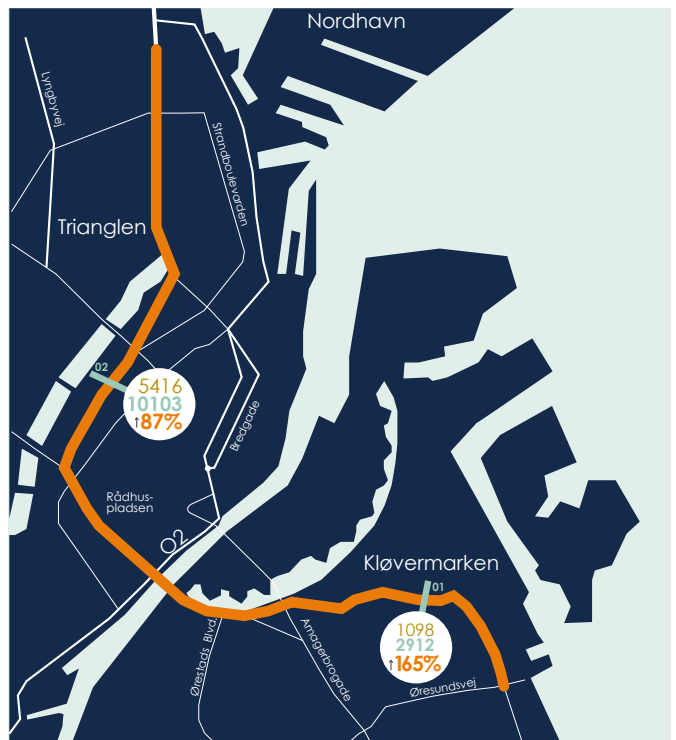 Nordhavn
Lyngbyvej
Strandboulevarden
Trianglen
02
5416
10103
↑87%
Bredgade
Rådhus-
pladsen
O2
Kløvermarken
01
1098
2912
↑165%
Ørestads Blvd.
Amagerbrogade
Øresundsvej